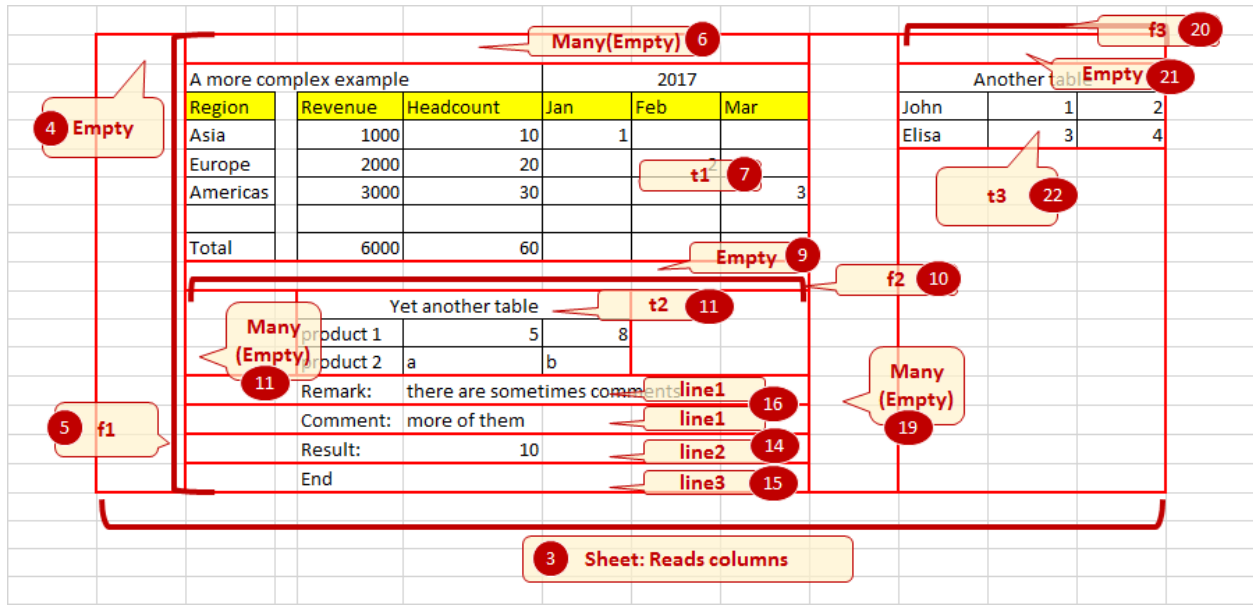 f3 20
Many(Empty) 6
Empty 21
A more complex example 2017
Another table
Region Revenue Headcount Jan Feb Mar
John 1 2
4 Empty
Asia 1000 10 1
Elisa 3 4
Europe 2000 20 2
t1 7
Americas 3000 30 3
t3 22
Total 6000 60
Empty 9
f2 10
Yet another table
t2 11
Many
(Empty)
11
product 1 5 8
product 2 a b
Many
(Empty)
19
Remark: there are sometimes comments
line1
16
Comment: more of them
line1
5 f1
Result: 10
14
line2
End
line3 15
3 Sheet: Reads columns